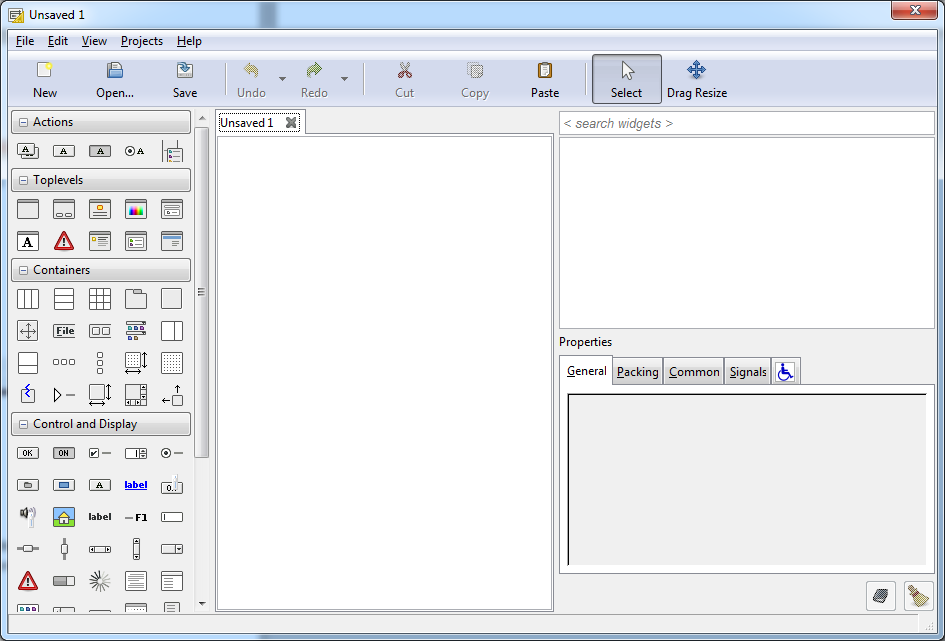 Unsaved 1
File Edit View Projects Help
New Open... Save Undo Redo Cut Copy Paste Select Drag Resize
Actions
Unsaved 1
< search widgets >
A A A A
Toplevels
A
Containers
File
Properties
General Packing Common Signals
Control and Display
OK ON
A label 0..
label F1